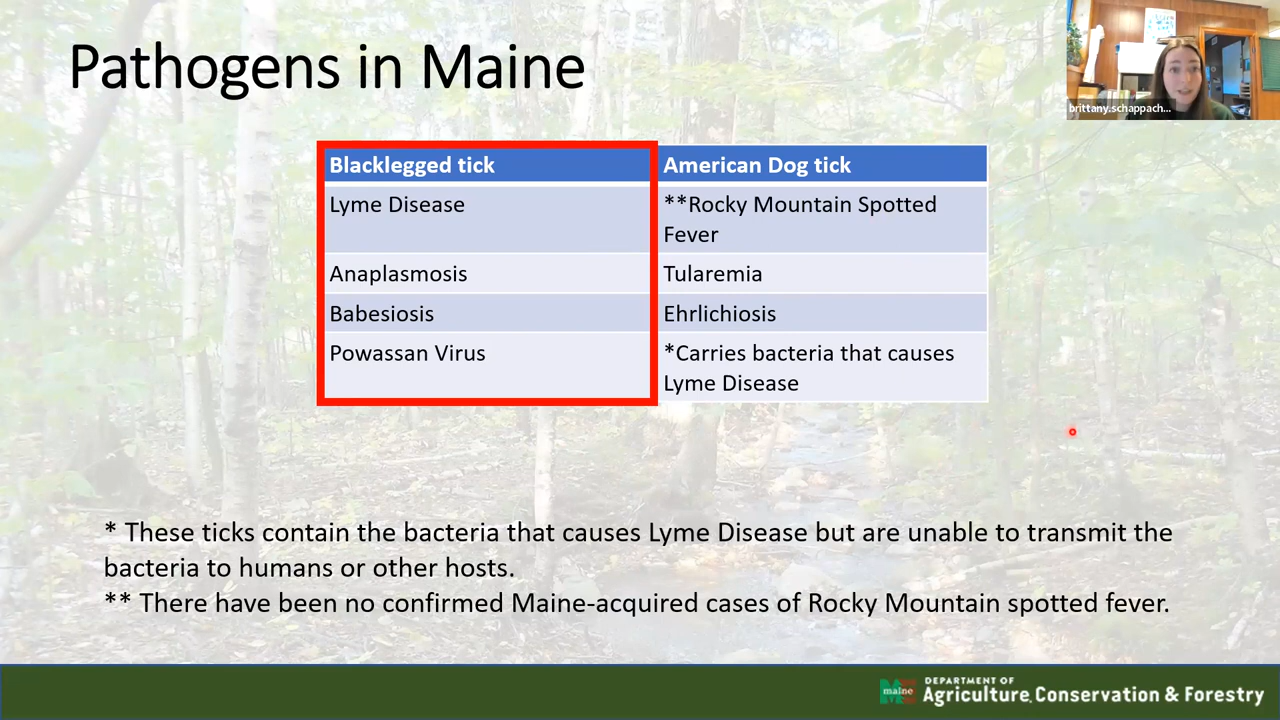 Pathogens in Maine
brittany.schappach...
Blacklegged tick
American Dog tick
Lyme Disease
**Rocky Mountain Spotted
Fever
Anaplasmosis
Tularemia
Babesiosis
Ehrlichiosis
Powassan Virus
*Carries bacteria that causes
Lyme Disease
* These ticks contain the bacteria that causes Lyme Disease but are unable to transmit the
bacteria to humans or other hosts.
** There have been no confirmed Maine-acquired cases of Rocky Mountain spotted fever.
maine
DEPARTMENT OF
Agriculture, Conservation & Forestry